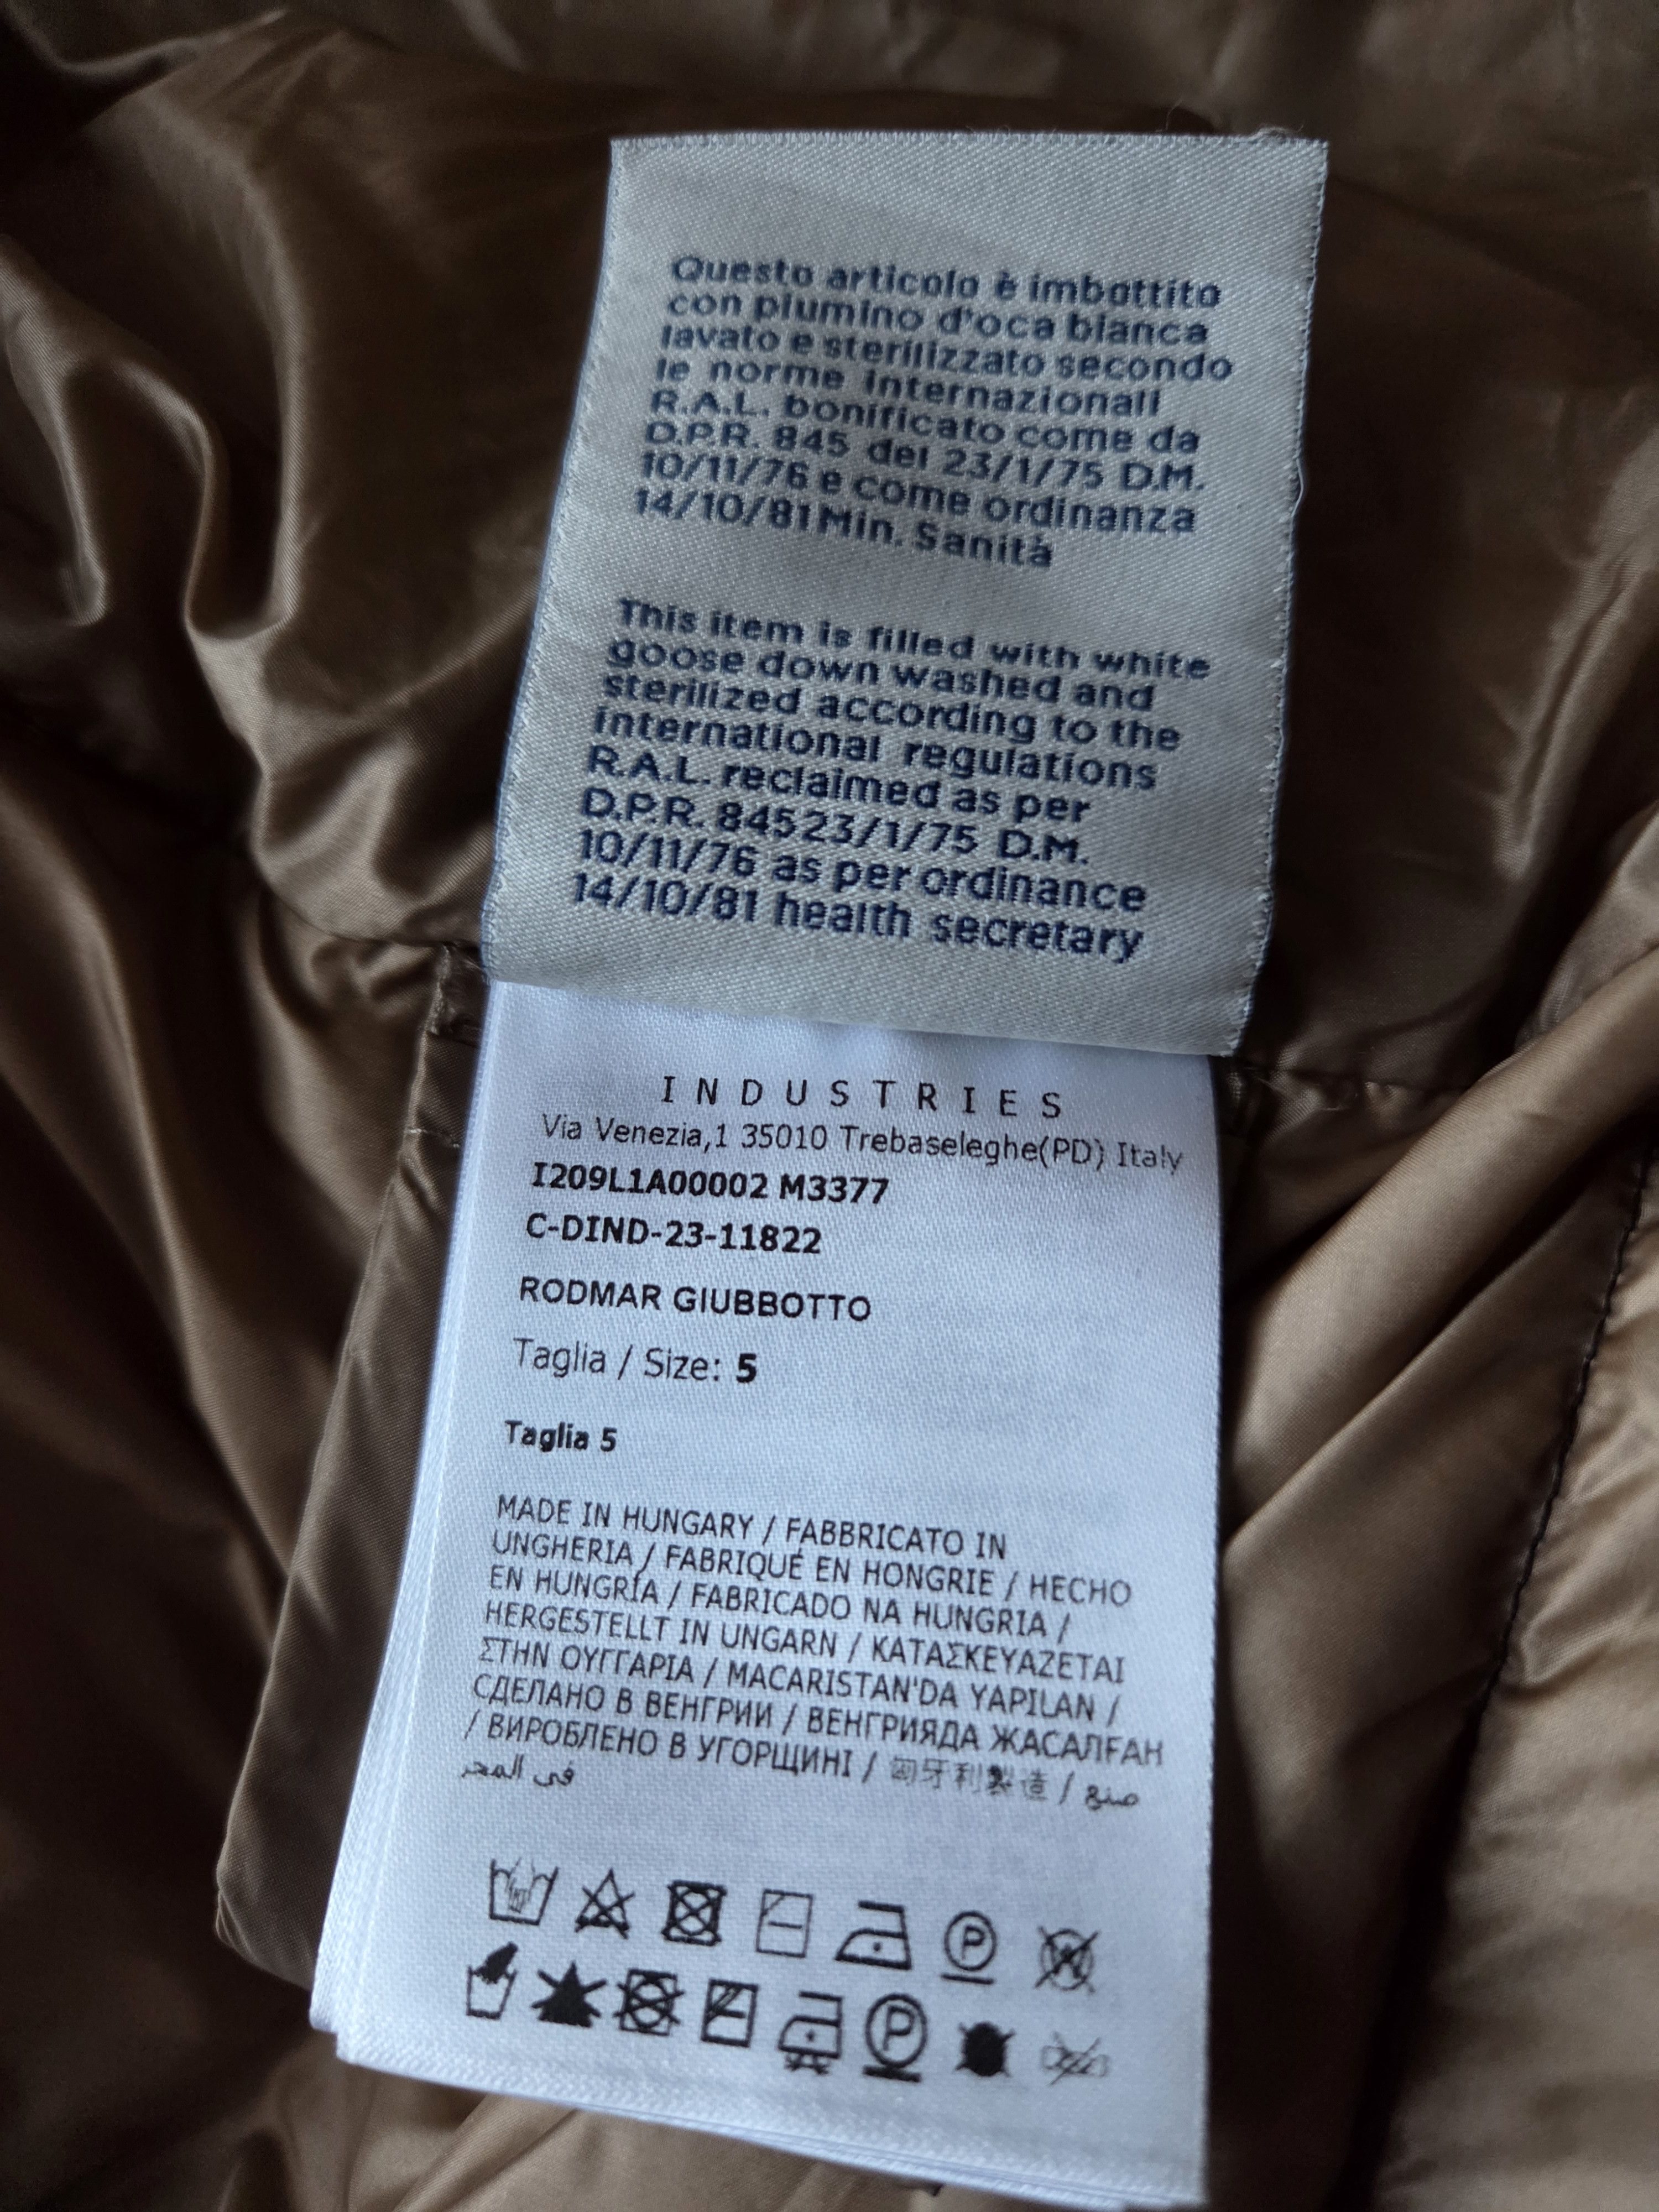 Questo articolo è imbottito
con piumino d'oca bianca
lavato e sterilizzato secondo
le norme internazionali
R.A.L. bonificato come da
D.P.R. 845 del 23/1/75 D.M.
10/11/76 e come ordinanza
14/10/81 Min. Sanità
This item is filled with white
goose down washed and
sterilized according to the
international regulations
R.A.L. reclaimed as per
D.P.R. 84523/1/75 D.M.
10/11/76 as per ordinance
14/10/81 health secretary
INDUSTRIES
Via Venezia,1 35010 Trebaseleghe(PD) Italy
I209L1A00002 M3377
C-DIND-23-11822
RODMAR GIUBBOTTO
Taglia / Size: 5
Taglia 5
MADE IN HUNGARY / FABBRICATO IN
UNGHERIA / FABRIQUÉ EN HONGRIE / HECHO
EN HUNGRÍA / FABRICADO NA HUNGRIA /
HERGESTELLT IN UNGARN / ΚΑΤΑΣΚΕΥΑΖΕΤΑΙ
ΣΤΗΝ ΟΥΓΓΑΡΙΑ / MACARISTAN'DA YAPILAN /
СДЕЛАНО В ВЕНГРИИ / ВЕНГРИЯДА ЖАСАЛҒАН
/ ВИРОБЛЕНО В УГОРЩИНІ / 匈牙利製造 / صنع
في المجر
P
W
P